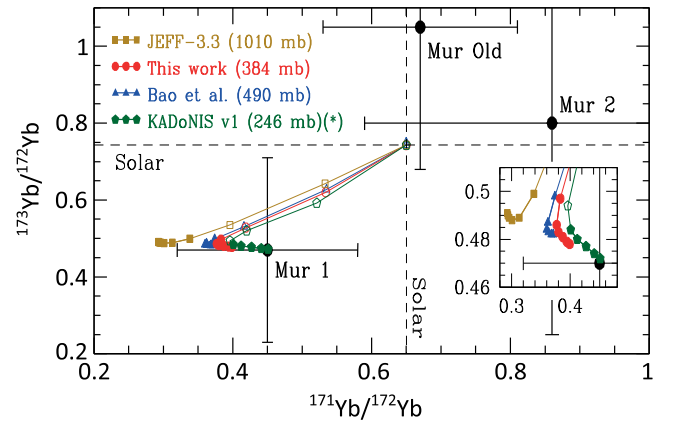 1
0.8
0.6
0.4
0.2
173Yb/172Yb
JEFF-3.3 (1010 mb)
This work (384 mb)
Bao et al. (490 mb)
KADoNIS v1 (246 mb)(*)
Mur Old
Mur 2
Solar
Mur 1
Solar
0.5
0.48
0.46
0.3 0.4
0.2 0.4 0.6 0.8 1
171Yb/172Yb